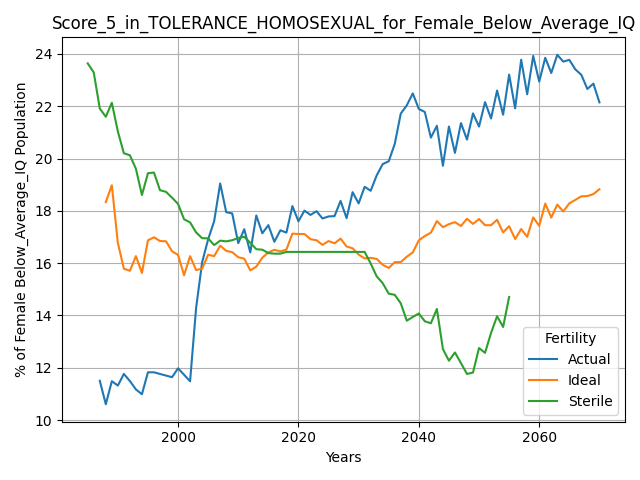 Score_5_in_TOLERANCE_HOMOSEXUAL_for_Female_Below_Average_IQ
% of Female Below_Average_IQ Population
24
22
20
18
16
14
12
10
2000 2020 2040 2060
Years
Fertility
Actual
Ideal
Sterile